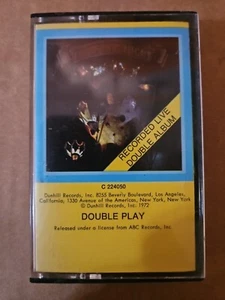 RECORDED LIVE
DOUBLE ALBUM
C 224050
Dunhill Records, Inc. 8255 Beverly Boulevard, Los Angeles,
California, 1330 Avenue of the Americas, New York, New York
© Dunhill Records, Inc. 1972
DOUBLE PLAY
Released under a license from ABC Records, Inc.